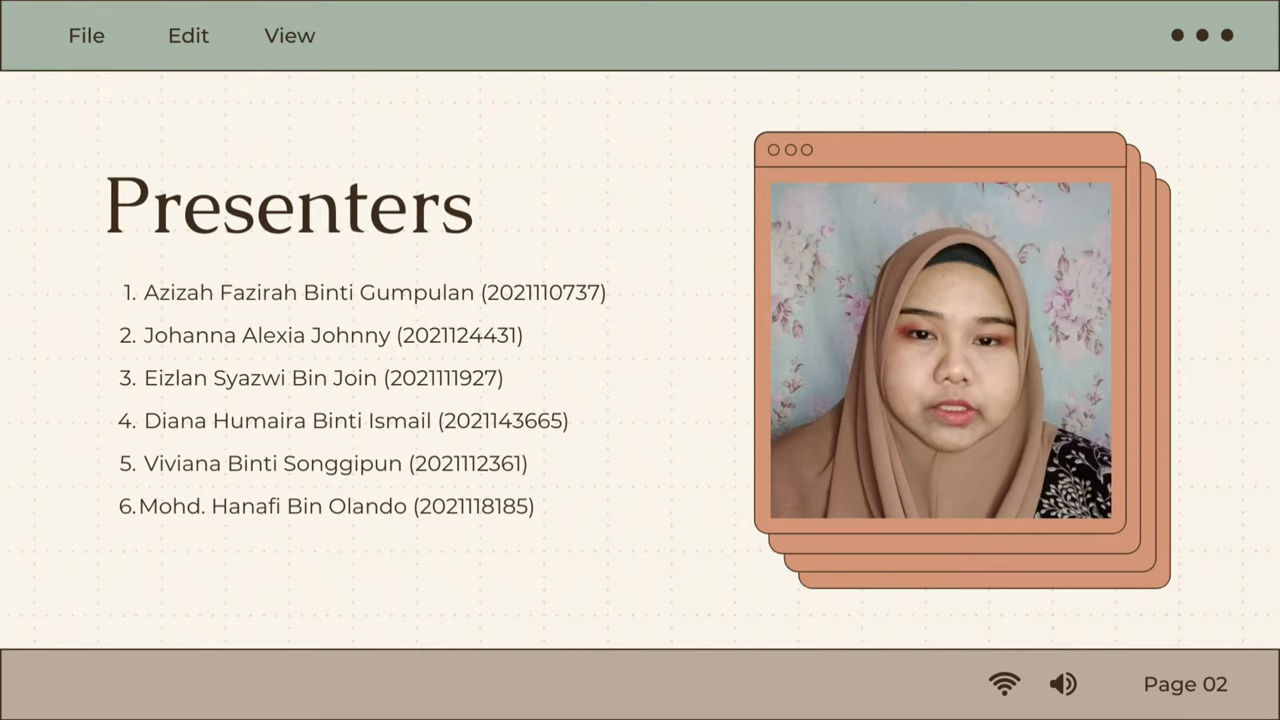 File Edit View
Presenters
1. Azizah Fazirah Binti Gumpulan (2021110737)
2. Johanna Alexia Johnny (2021124431)
3. Eizlan Syazwi Bin Join (2021111927)
4. Diana Humaira Binti Ismail (2021143665)
5. Viviana Binti Songgipun (2021112361)
6.Mohd. Hanafi Bin Olando (2021118185)
Page 02